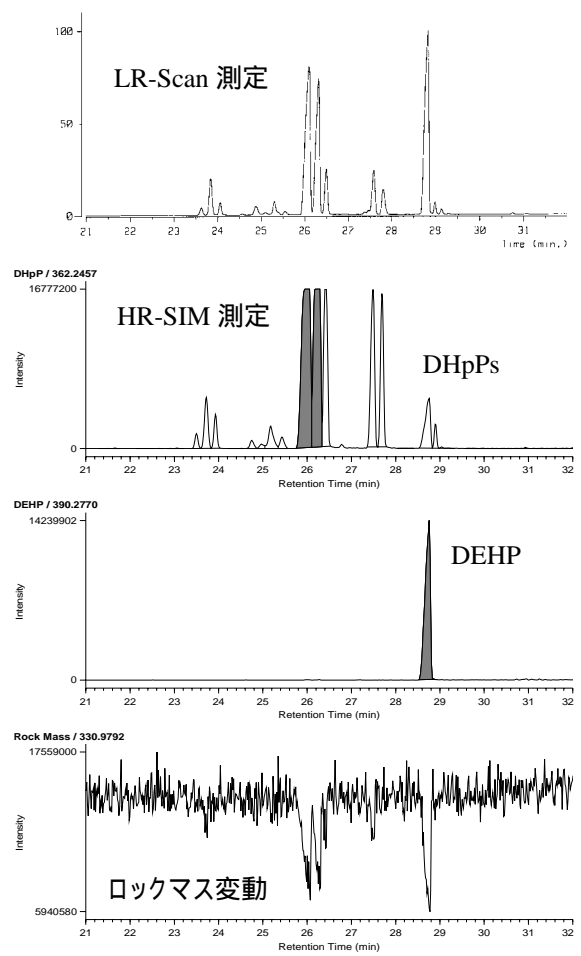 100
LR-Scan 測定
50
0
21 22 23 24 25 26 27 28 29 30 31
Time (min.)
DHpP / 362.2457
16777200
HR-SIM 測定
DHpPs
Intensity
0
21 22 23 24 25 26 27 28 29 30 31 32
Retention Time (min)
DEHP / 390.2770
14239902
DEHP
Intensity
0
21 22 23 24 25 26 27 28 29 30 31 32
Retention Time (min)
Rock Mass / 330.9792
17559000
Intensity
ロックマス変動
5940580
21 22 23 24 25 26 27 28 29 30 31 32
Retention Time (min)